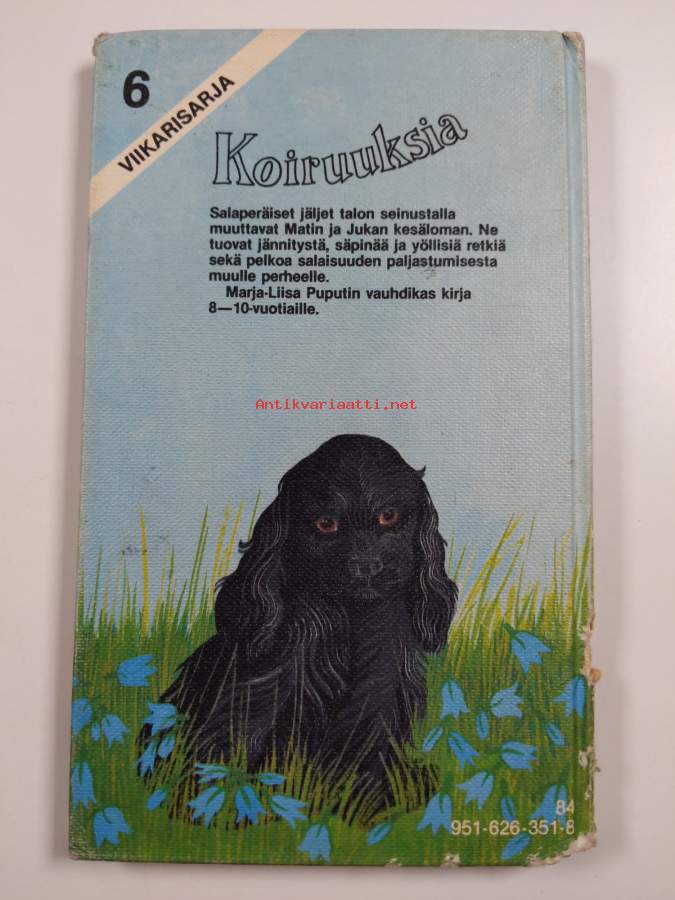 6
VIIKARISARJA
Koiruuksia
Salaperäiset jäljet talon seinustalla
muuttavat Matin ja Jukan kesäloman. Ne
tuovat jännitystä, säpinää ja yöllisiä retkiä
sekä pelkoa salaisuuden paljastumisesta
muulle perheelle.
Marja-Liisa Puputin vauhdikas kirja
8—10-vuotiaille.
Antikvariaatti.net
84
951-626-351-8